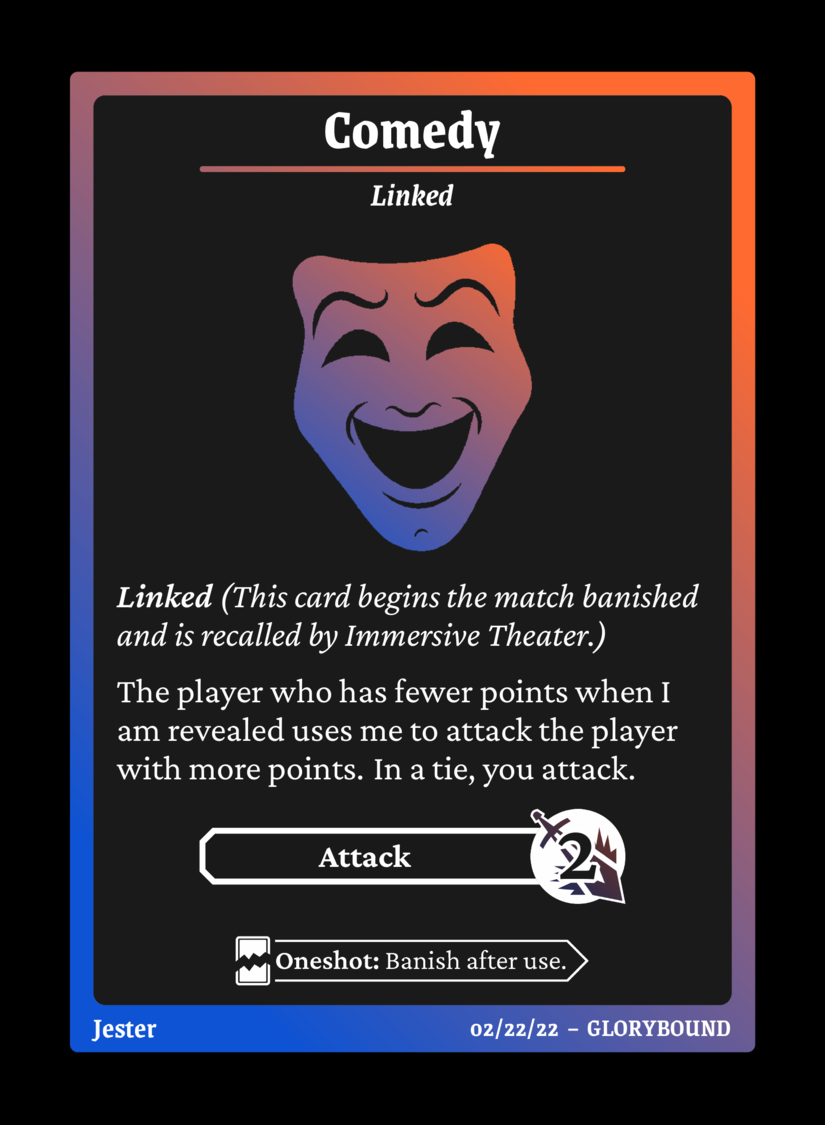 Comedy
Linked
Linked (This card begins the match banished
and is recalled by Immersive Theater.)
The player who has fewer points when I
am revealed uses me to attack the player
with more points. In a tie, you attack.
Attack
2
Oneshot: Banish after use.
Jester
02/22/22 – GLORYBOUND